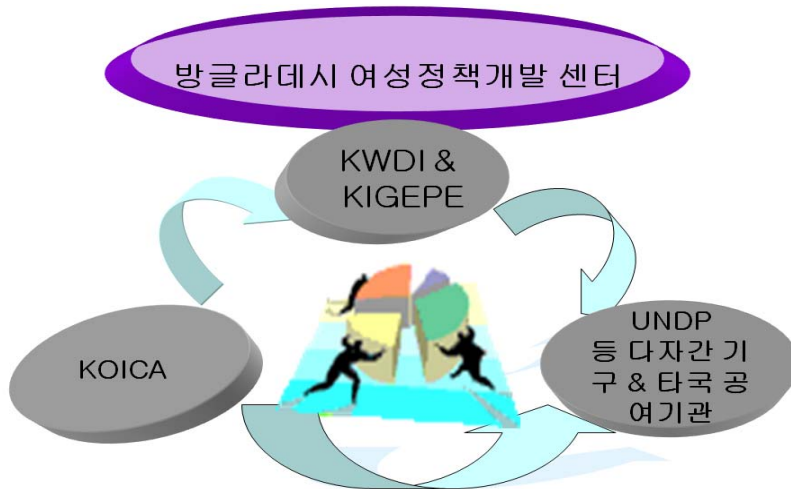 방글라데시 여성정책개발 센터
KWDI &
KIGEPE
KOICA
UNDP
등 다자간 기
구 & 타국 공
여기관